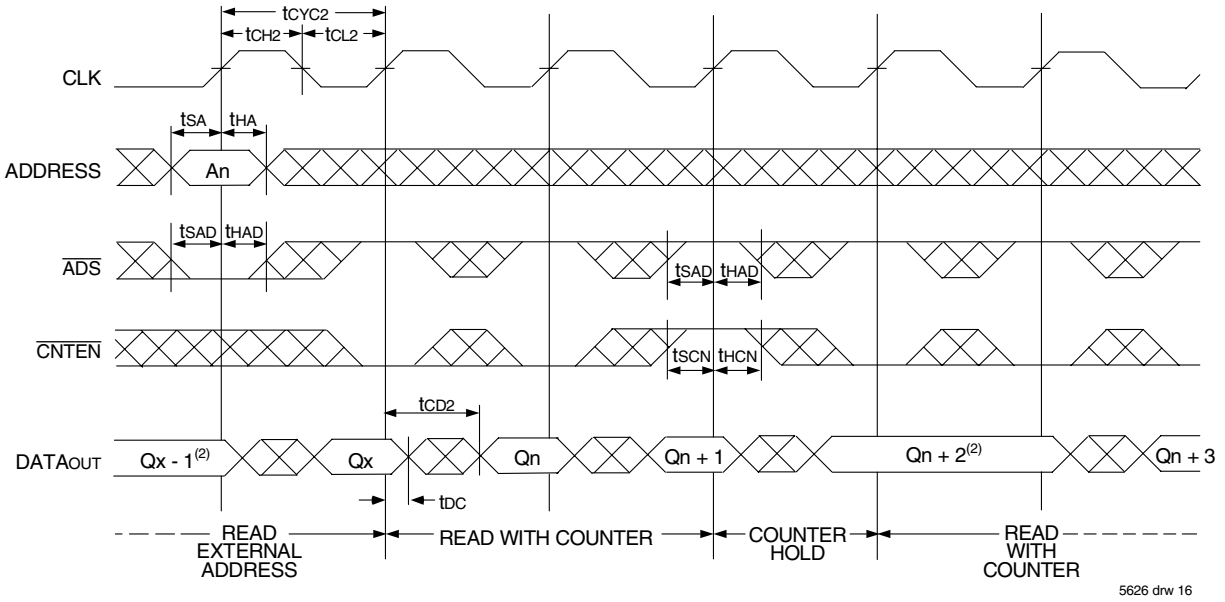 tCYC2
tCH2 tCL2
CLK
tSA tHA
ADDRESS An
tSAD tHAD
ADS
tSAD tHAD
CNTEN
tSCN tHCN
tCD2
DATAOUT Qx - 1(2) Qx Qn Qn + 1 Qn + 2(2) Qn + 3
tDC
READ EXTERNAL ADDRESS
READ WITH COUNTER
COUNTER HOLD
READ WITH COUNTER
5626 drw 16